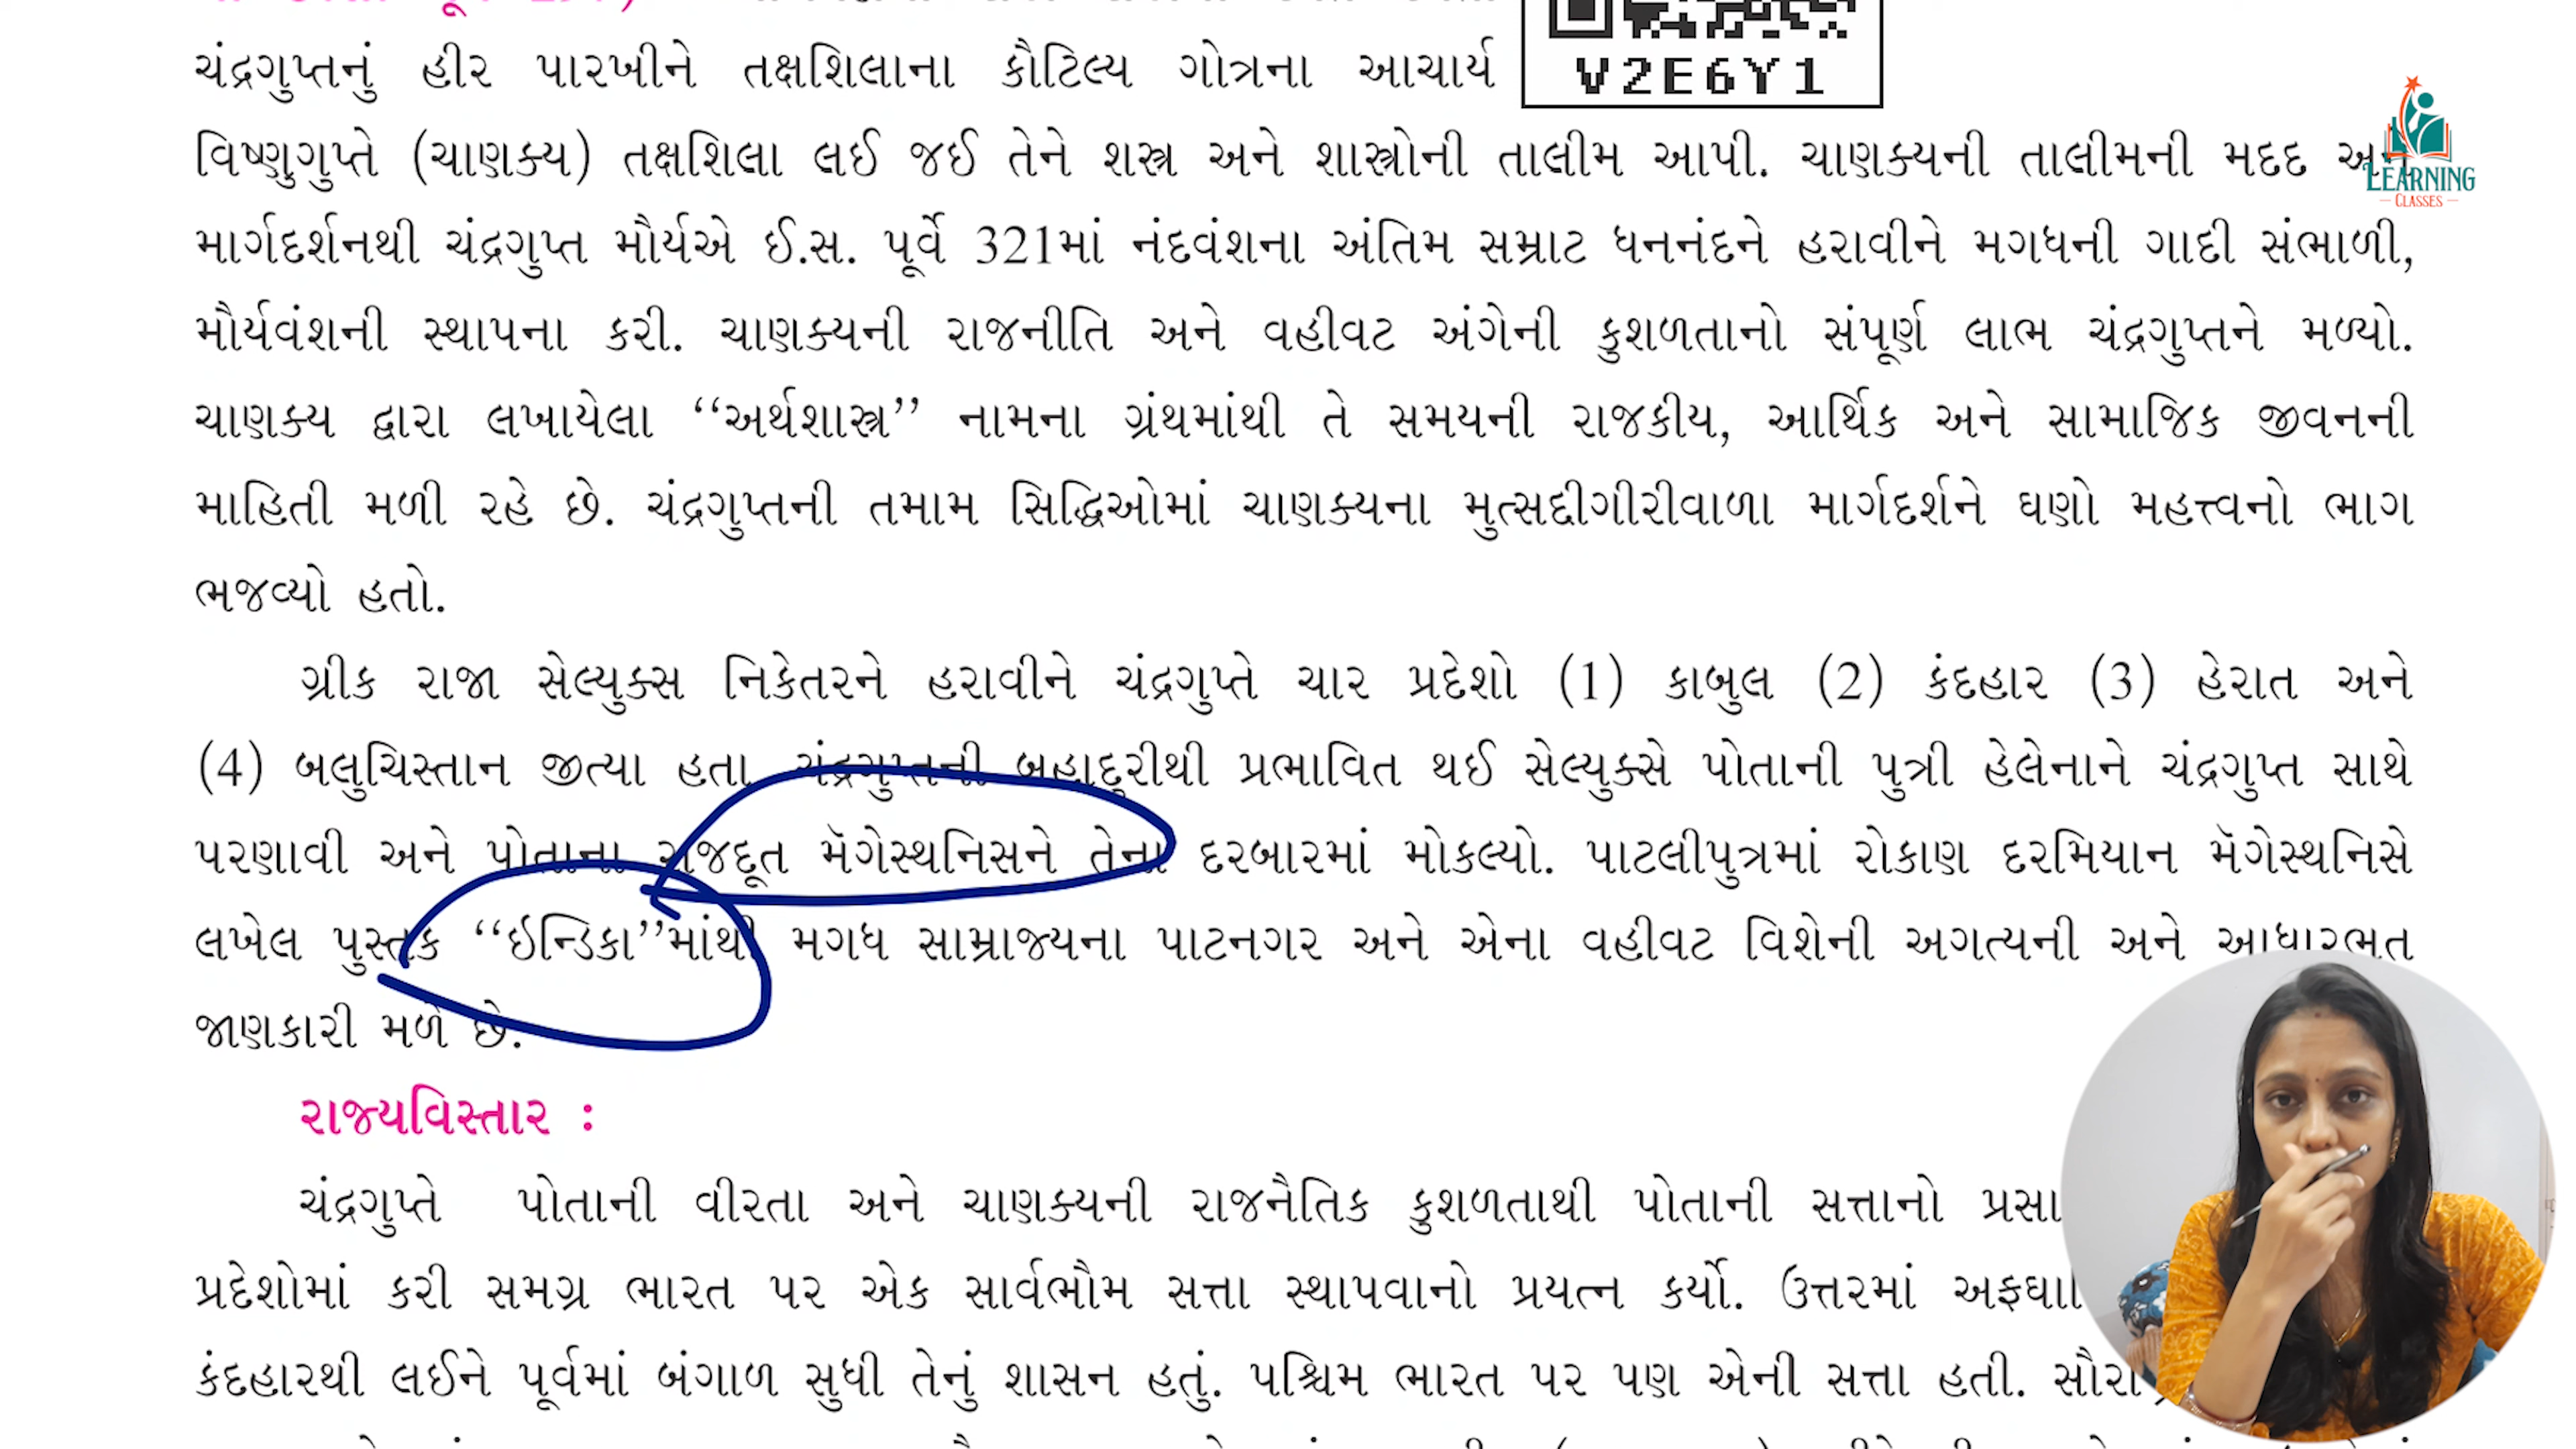 ચંદ્રગુપ્તનું હીર પારખીને તક્ષશિલાના કૌટિલ્ય ગોત્રના આચાર્ય
V2E6Y1
વિષ્ણુગુપ્તે (ચાણક્ય) તક્ષશિલા લઈ જઈ તેને શસ્ત્ર અને શાસ્ત્રોની તાલીમ આપી. ચાણક્યની તાલીમની મદદ અને
LEARNING
CLASSES
માર્ગદર્શનથી ચંદ્રગુપ્ત મૌર્યએ ઈ.સ. પૂર્વે 321માં નંદવંશના અંતિમ સમ્રાટ ધનનંદને હરાવીને મગધની ગાદી સંભાળી,
મૌર્યવંશની સ્થાપના કરી. ચાણક્યની રાજનીતિ અને વહીવટ અંગેની કુશળતાનો સંપૂર્ણ લાભ ચંદ્રગુપ્તને મળ્યો.
ચાણક્ય દ્વારા લખાયેલા “અર્થશાસ્ત્ર” નામના ગ્રંથમાંથી તે સમયની રાજકીય, આર્થિક અને સામાજિક જીવનની
માહિતી મળી રહે છે. ચંદ્રગુપ્તની તમામ સિદ્ધિઓમાં ચાણક્યના મુત્સદ્દીગીરીવાળા માર્ગદર્શને ઘણો મહત્ત્વનો ભાગ
ભજવ્યો હતો.
ગ્રીક રાજા સેલ્યુક્સ નિકેતરને હરાવીને ચંદ્રગુપ્તે ચાર પ્રદેશો (1) કાબુલ (2) કંદહાર (3) હેરાત અને
(4) બલુચિસ્તાન જીત્યા હતા. ચંદ્રગુપ્તની બહાદુરીથી પ્રભાવિત થઈ સેલ્યુક્સે પોતાની પુત્રી હેલેનાને ચંદ્રગુપ્ત સાથે
પરણાવી અને પોતાના રાજદૂત મૅગેસ્થનિસને તેના દરબારમાં મોકલ્યો. પાટલીપુત્રમાં રોકાણ દરમિયાન મૅગેસ્થનિસે
લખેલ પુસ્તક “ઇન્ડિકા”માંથી મગધ સામ્રાજ્યના પાટનગર અને એના વહીવટ વિશેની અગત્યની અને આધારભૂત
જાણકારી મળે છે.
રાજ્યવિસ્તાર :
ચંદ્રગુપ્તે પોતાની વીરતા અને ચાણક્યની રાજનૈતિક કુશળતાથી પોતાની સત્તાનો
પ્રદેશોમાં કરી સમગ્ર ભારત પર એક સાર્વભૌમ સત્તા સ્થાપવાનો પ્રયત્ન કર્યો. ઉત્તરમાં
કંદહારથી લઈને પૂર્વમાં બંગાળ સુધી તેનું શાસન હતું. પશ્ચિમ ભારત પર પણ એની સત્તા હતી.